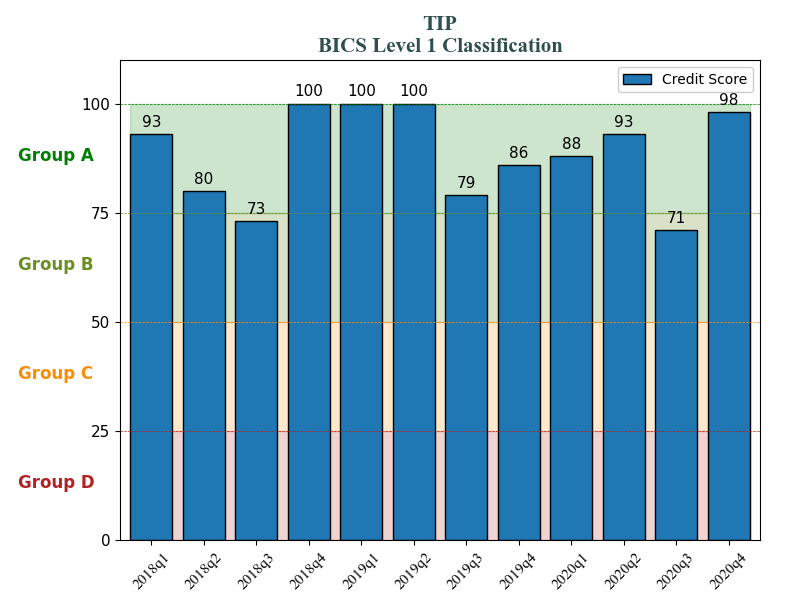 TIP
BICS Level 1 Classification
Credit Score
100
75
50
25
0
Group A
Group B
Group C
Group D
93
80
73
100
100
100
79
86
88
93
71
98
2018q1
2018q2
2018q3
2018q4
2019q1
2019q2
2019q3
2019q4
2020q1
2020q2
2020q3
2020q4